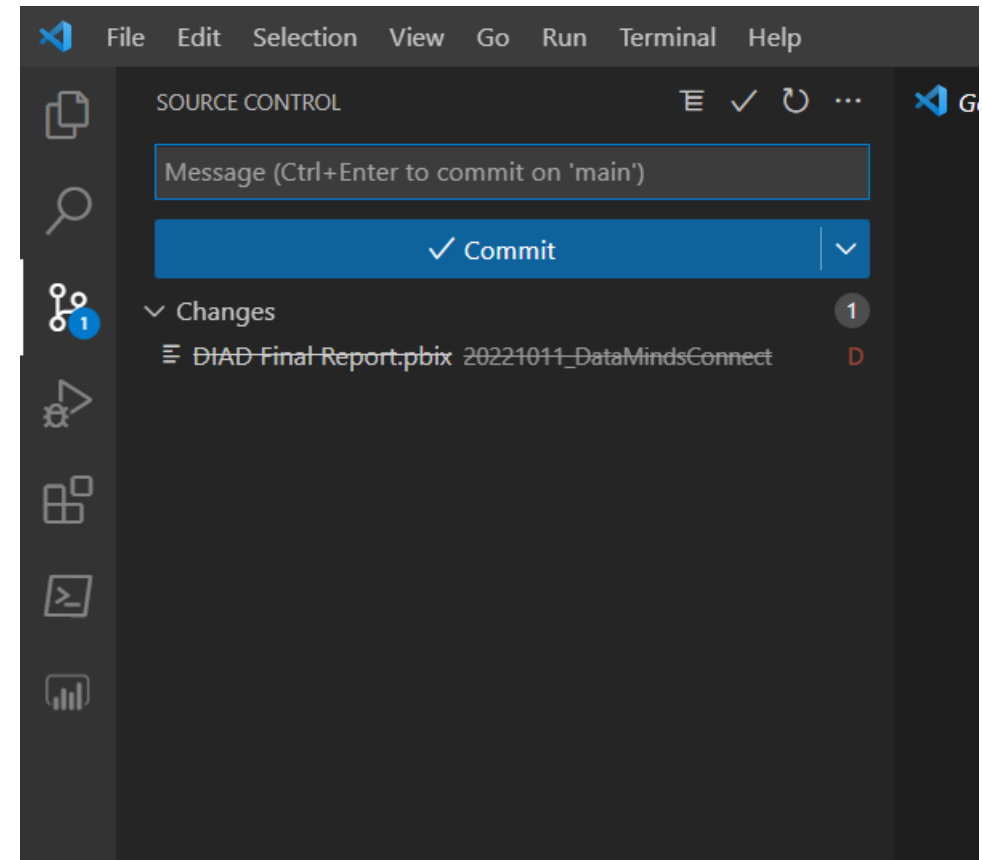 File Edit Selection View Go Run Terminal Help
SOURCE CONTROL
Message (Ctrl+Enter to commit on 'main')
Commit
Changes 1
DIAD Final Report.pbix 20221011_DataMindsConnect D
1